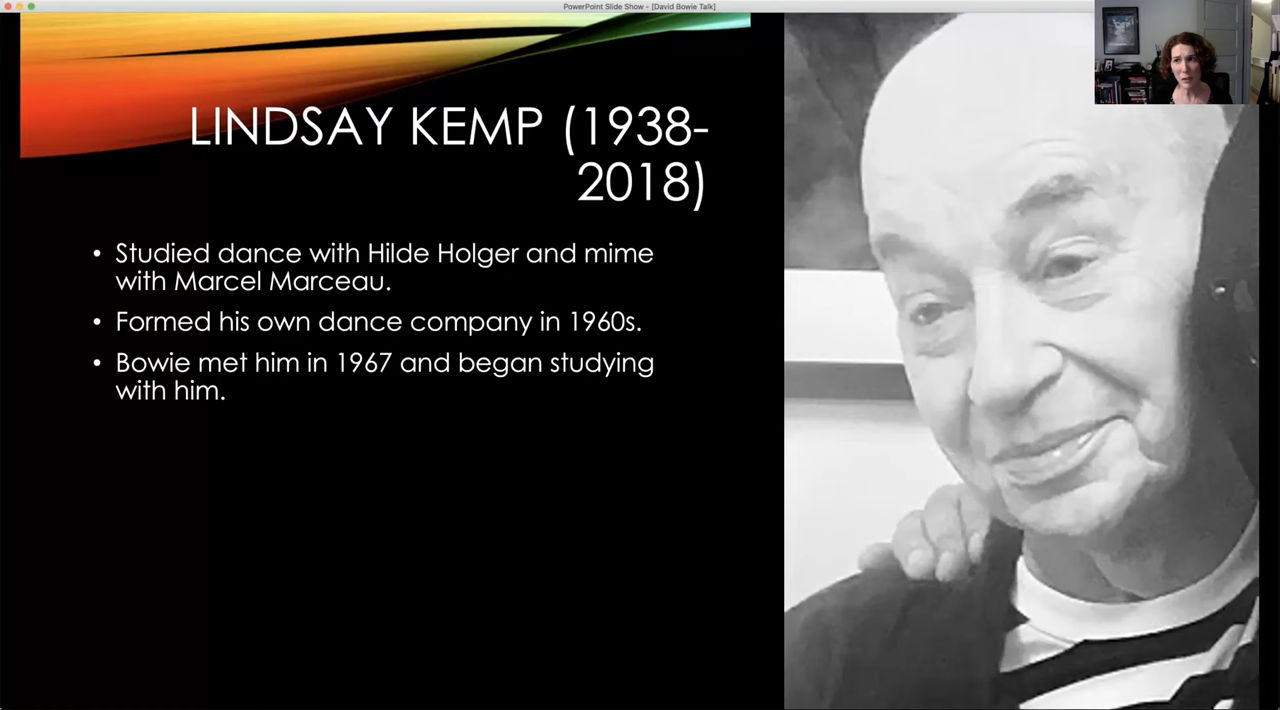 PowerPoint Slide Show - [David Bowie Talk]
LINDSAY KEMP (1938-
2018)
• Studied dance with Hilde Holger and mime
with Marcel Marceau.
• Formed his own dance company in 1960s.
• Bowie met him in 1967 and began studying
with him.